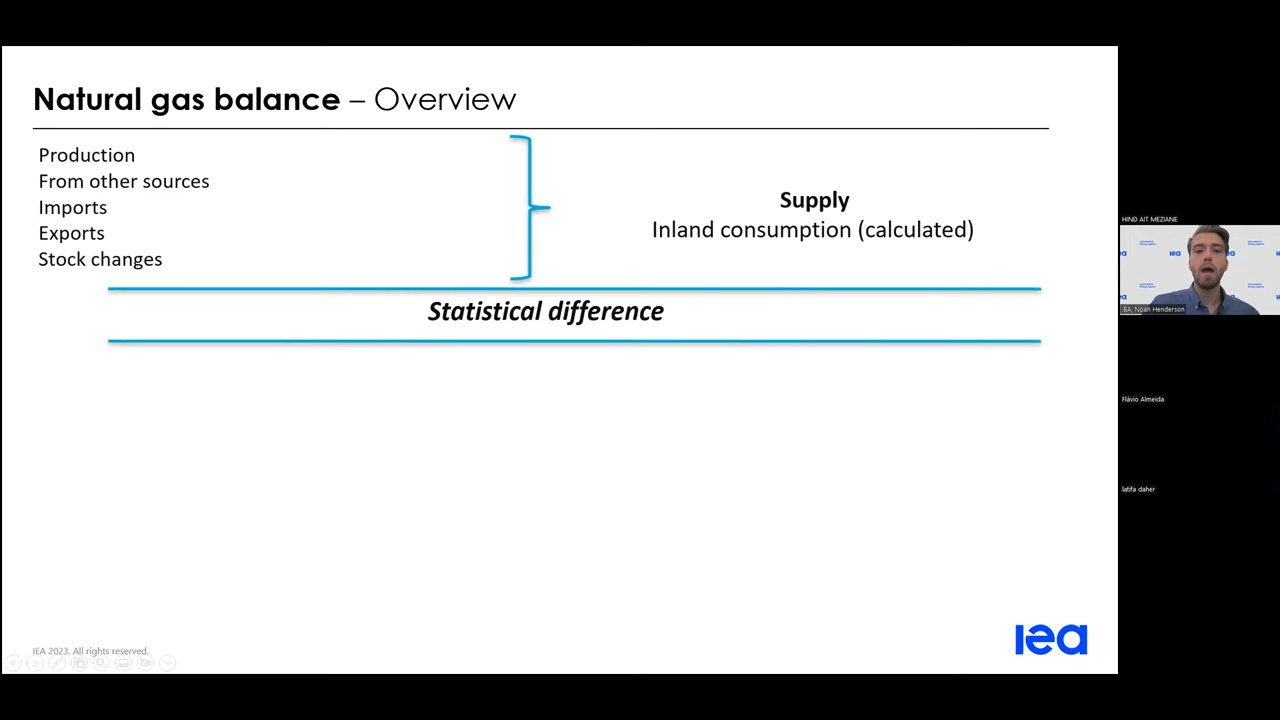 Natural gas balance – Overview
Production
From other sources
Imports
Exports
Stock changes
Supply
Inland consumption (calculated)
Statistical difference
IEA 2023. All rights reserved.
iea
HIND AIT MEZIANE
iea
IEA. Noah Henderson
Flávio Almeida
latifa daher